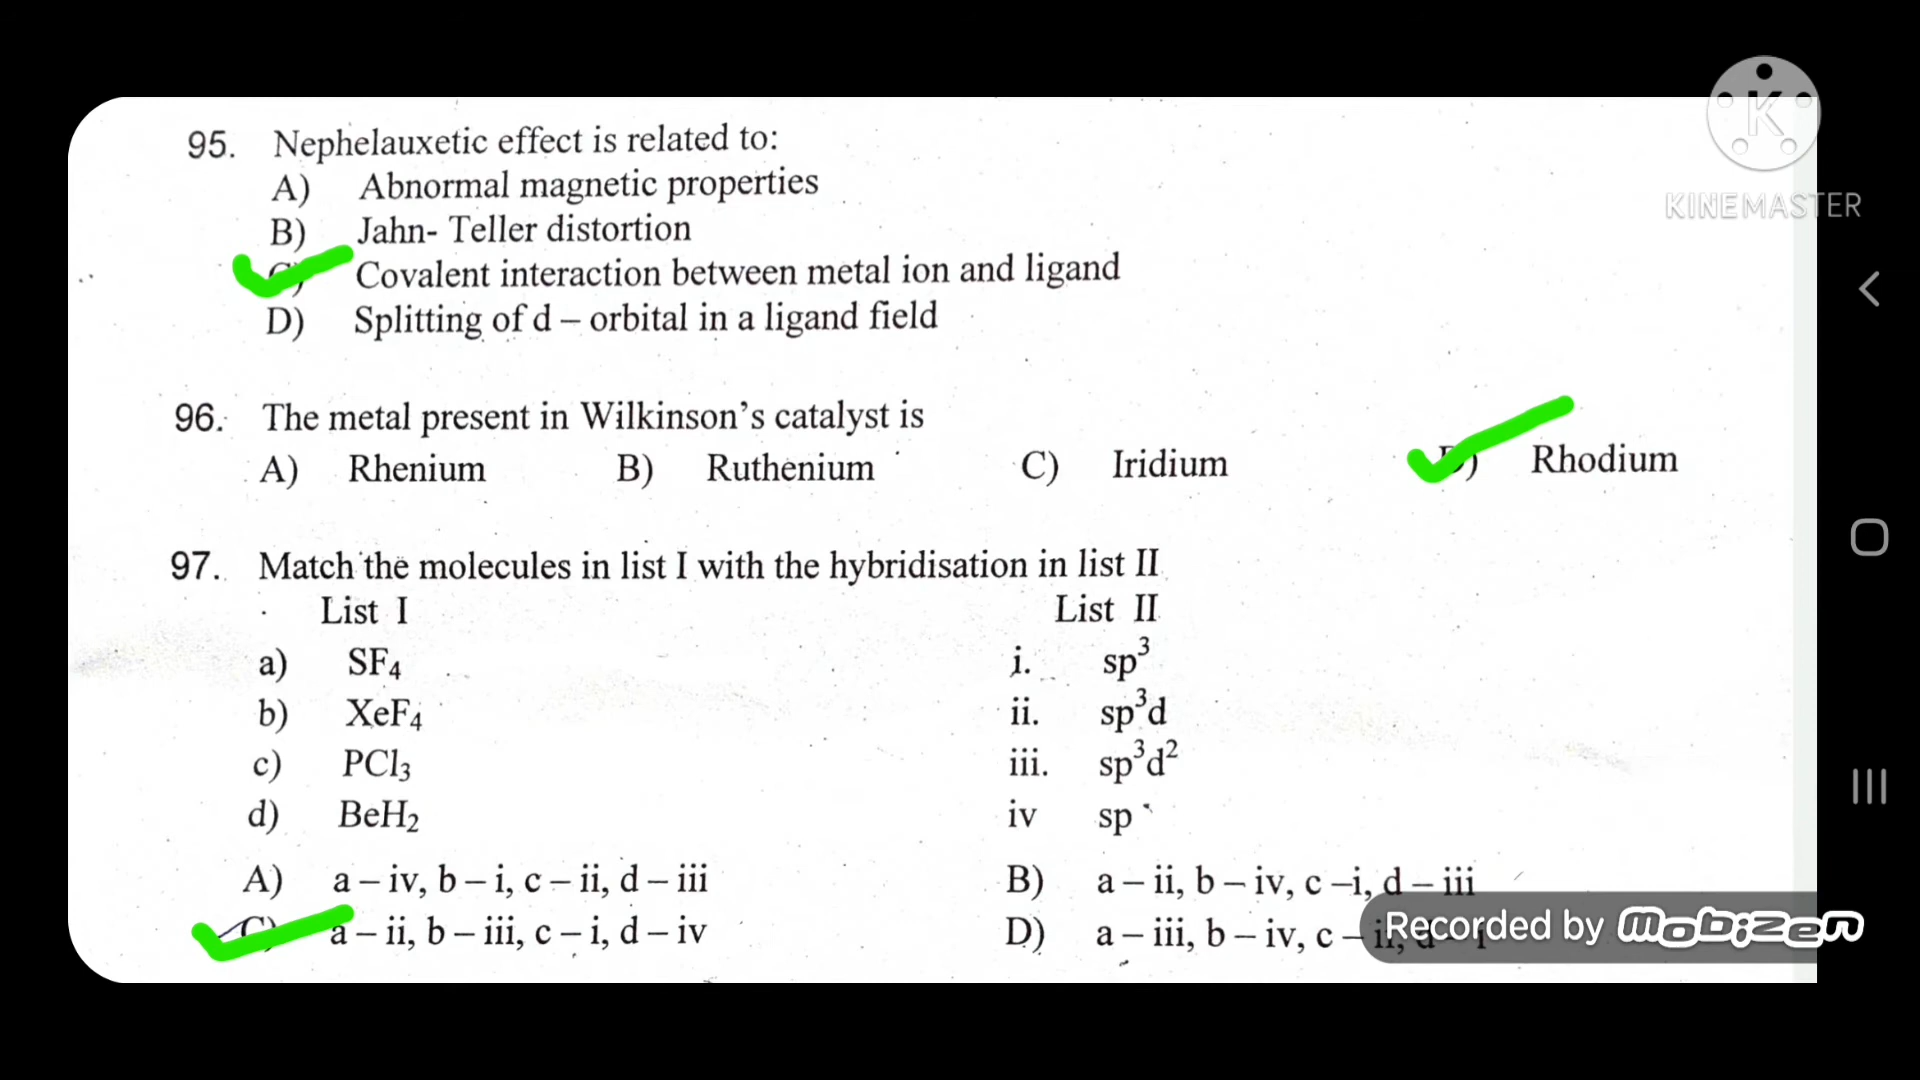 95. Nephelauxetic effect is related to:
A) Abnormal magnetic properties
B) Jahn- Teller distortion
C) Covalent interaction between metal ion and ligand
D) Splitting of d – orbital in a ligand field
96. The metal present in Wilkinson's catalyst is
A) Rhenium B) Ruthenium C) Iridium D) Rhodium
97. Match the molecules in list I with the hybridisation in list II
List I List II
a) SF₄ i. sp³
b) XeF₄ ii. sp³d
c) PCl₃ iii. sp³d²
d) BeH₂ iv sp
A) a – iv, b – i, c – ii, d – iii B) a – ii, b – iv, c –i, d – iii
C) a – ii, b – iii, c – i, d – iv D) a – iii, b – iv, c – ii, d – i
KINEMASTER
Recorded by Mobizen